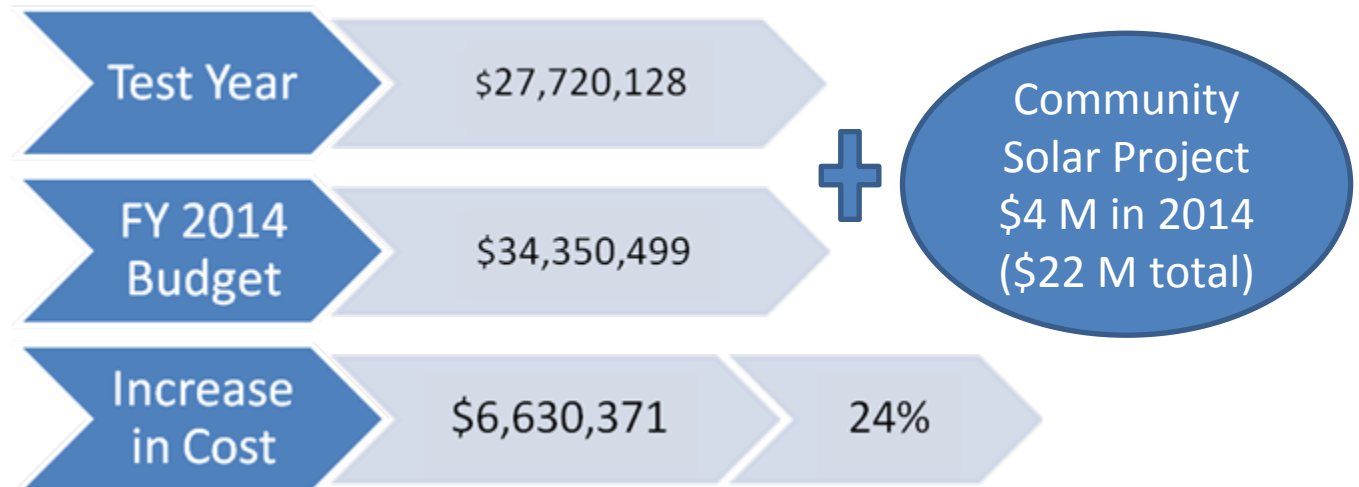 Test Year
$27,720,128
FY 2014
Budget
$34,350,499
Increase
in Cost
$6,630,371
24%
Community
Solar Project
$4 M in 2014
($22 M total)